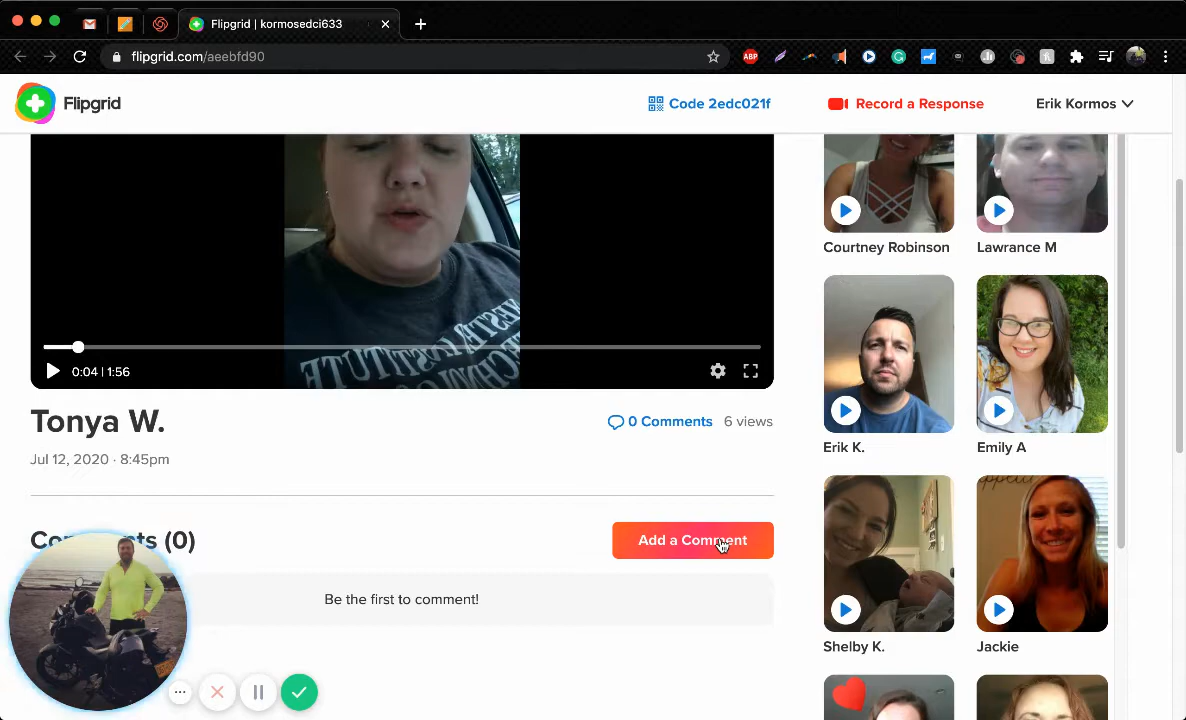 Flipgrid | kormosedci633
flipgrid.com/aeebfd90
ABP
Flipgrid
Code 2edc021f
Record a Response
Erik Kormos
Courtney Robinson
Lawrance M
0:04 | 1:56
Tonya W.
0 Comments
6 views
Jul 12, 2020 · 8:45pm
Erik K.
Emily A
(0)
Add a Comment
Be the first to comment!
Shelby K.
Jackie